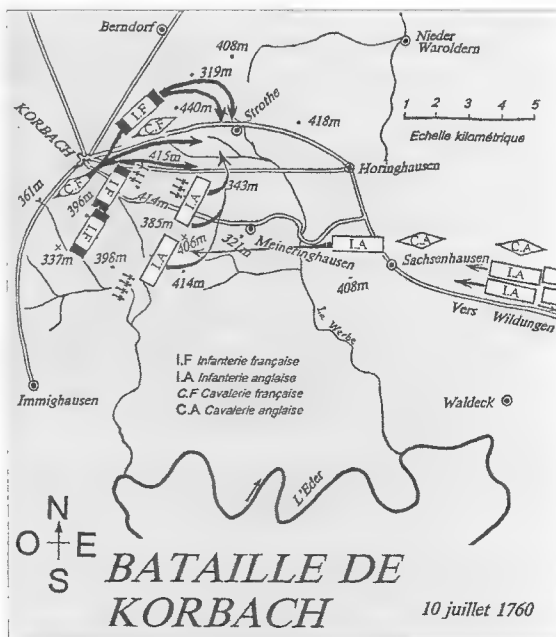 Berndorf
408m
Nieder
Waroldern
319m
I.F
C.F
440m
Strothe
418m
1 2 3 4 5
Echelle kilométrique
KORBACH
415m
Horinghausen
C.F
361m
396m
I.F
414m
343m
I.A
385m
I.F
406m
321m
Meineringhausen
I.A
C.A
C.A
337m
398m
I.A
414m
Sachsonhausen
I.A
I.A
408m
Vers Wildungen
La Werbe
I.F Infanterie française
I.A Infanterie anglaise
C.F Cavalerie française
C.A Cavalerie anglaise
Immighausen
Waldeck
L'Eder
N
O E
S
BATAILLE DE
KORBACH
10 juillet 1760